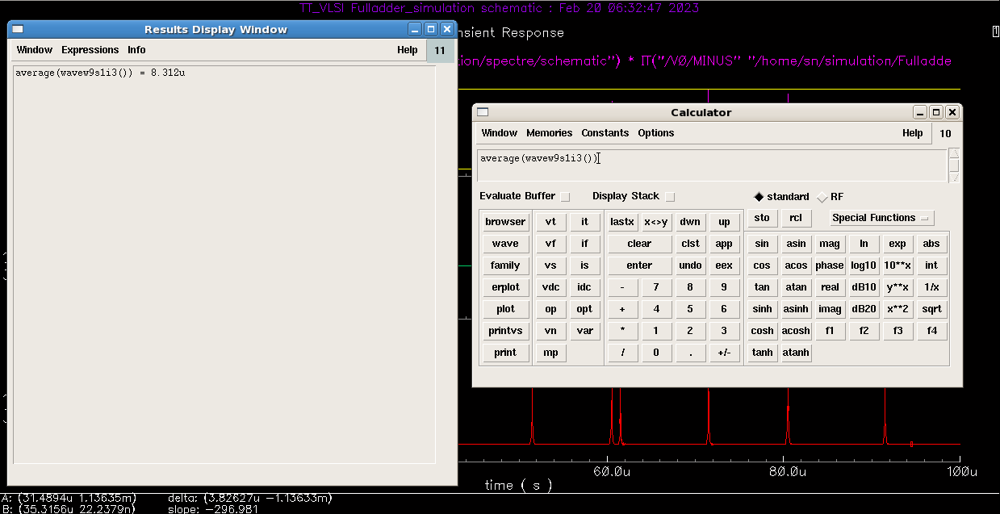 TT_VLSI Fulladder_simulation schematic : Feb 20 06:32:47 2023
Results Display Window
nsient Response
1
Window Expressions Info Help 11
tion/spectre/schematic") * IT("/V0/MINUS" "/home/sn/simulation/Fulladde
average(wavew9s1i3()) = 8.312u
Calculator
Window Memories Constants Options Help 10
average(wavew9s1i3())
Evaluate Buffer Display Stack standard RF
browser vt it lastx x<>y dwn up sto rcl Special Functions
wave vf if clear clst app sin asin mag ln exp abs
family vs is enter undo eex cos acos phase log10 10**x int
erplot vdc idc - 7 8 9 tan atan real dB10 y**x 1/x
plot op opt + 4 5 6 sinh asinh imag dB20 x**2 sqrt
printvs vn var * 1 2 3 cosh acosh f1 f2 f3 f4
print mp / 0 . +/- tanh atanh
60.0u 80.0u 100u
time ( s )
A: (31.4894u 1.13635m) delta: (3.82627u -1.13633m)
B: (35.3156u 22.2379n) slope: -296.981